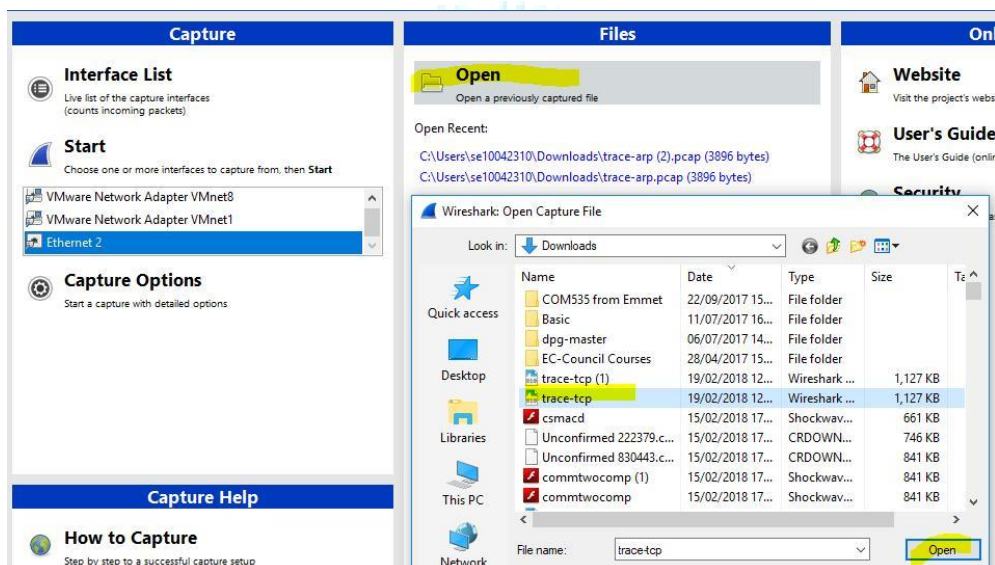 Capture
Interface List
Live list of the capture interfaces
(counts incoming packets)
Start
Choose one or more interfaces to capture from, then Start
VMware Network Adapter VMnet8
VMware Network Adapter VMnet1
Ethernet 2
Capture Options
Start a capture with detailed options
Capture Help
How to Capture
Step by step to a successful capture setup
Files
Open
Open a previously captured file
Open Recent:
C:\Users\se10042310\Downloads\trace-arp (2).pcap (3896 bytes)
C:\Users\se10042310\Downloads\trace-arp.pcap (3896 bytes)
Onl
Website
Visit the project's webs
User's Guide
The User's Guide (onlin
Security
Wireshark: Open Capture File
Look in: Downloads
Quick access
Desktop
Libraries
This PC
Network
Name Date Type Size Ta
COM535 from Emmet 22/09/2017 15... File folder
Basic 11/07/2017 16... File folder
dpg-master 06/07/2017 14... File folder
EC-Council Courses 28/04/2017 15... File folder
trace-tcp (1) 19/02/2018 12... Wireshark ... 1,127 KB
trace-tcp 19/02/2018 12... Wireshark ... 1,127 KB
csmacd 15/02/2018 17... Shockwav... 661 KB
Unconfirmed 222379.c... 15/02/2018 17... CRDOWN... 746 KB
Unconfirmed 830443.c... 15/02/2018 17... CRDOWN... 841 KB
commtwocomp (1) 15/02/2018 17... Shockwav... 841 KB
commtwocomp 15/02/2018 17... Shockwav... 841 KB
File name: trace-tcp Open